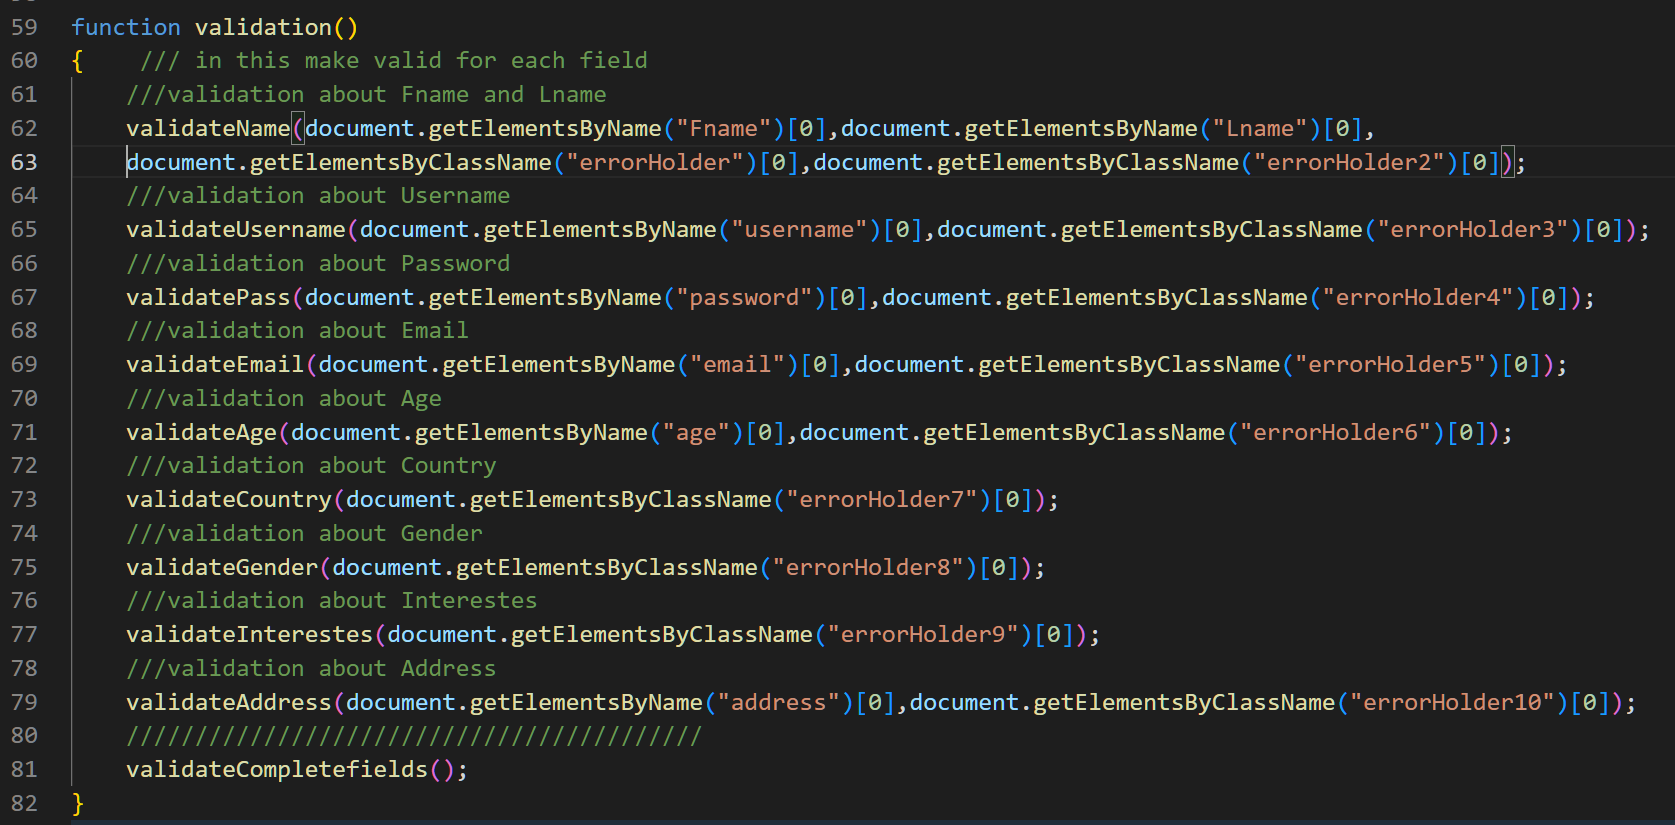 59 function validation()
60 {    /// in this make valid for each field
61     ///validation about Fname and Lname
62     validateName(document.getElementsByName("Fname")[0],document.getElementsByName("Lname")[0],
63     document.getElementsByClassName("errorHolder")[0],document.getElementsByClassName("errorHolder2")[0]);
64     ///validation about Username
65     validateUsername(document.getElementsByName("username")[0],document.getElementsByClassName("errorHolder3")[0]);
66     ///validation about Password
67     validatePass(document.getElementsByName("password")[0],document.getElementsByClassName("errorHolder4")[0]);
68     ///validation about Email
69     validateEmail(document.getElementsByName("email")[0],document.getElementsByClassName("errorHolder5")[0]);
70     ///validation about Age
71     validateAge(document.getElementsByName("age")[0],document.getElementsByClassName("errorHolder6")[0]);
72     ///validation about Country
73     validateCountry(document.getElementsByClassName("errorHolder7")[0]);
74     ///validation about Gender
75     validateGender(document.getElementsByClassName("errorHolder8")[0]);
76     ///validation about Interestes
77     validateInterestes(document.getElementsByClassName("errorHolder9")[0]);
78     ///validation about Address
79     validateAddress(document.getElementsByName("address")[0],document.getElementsByClassName("errorHolder10")[0]);
80     //////////////////////////////////////////
81     validateCompletefields();
82 }